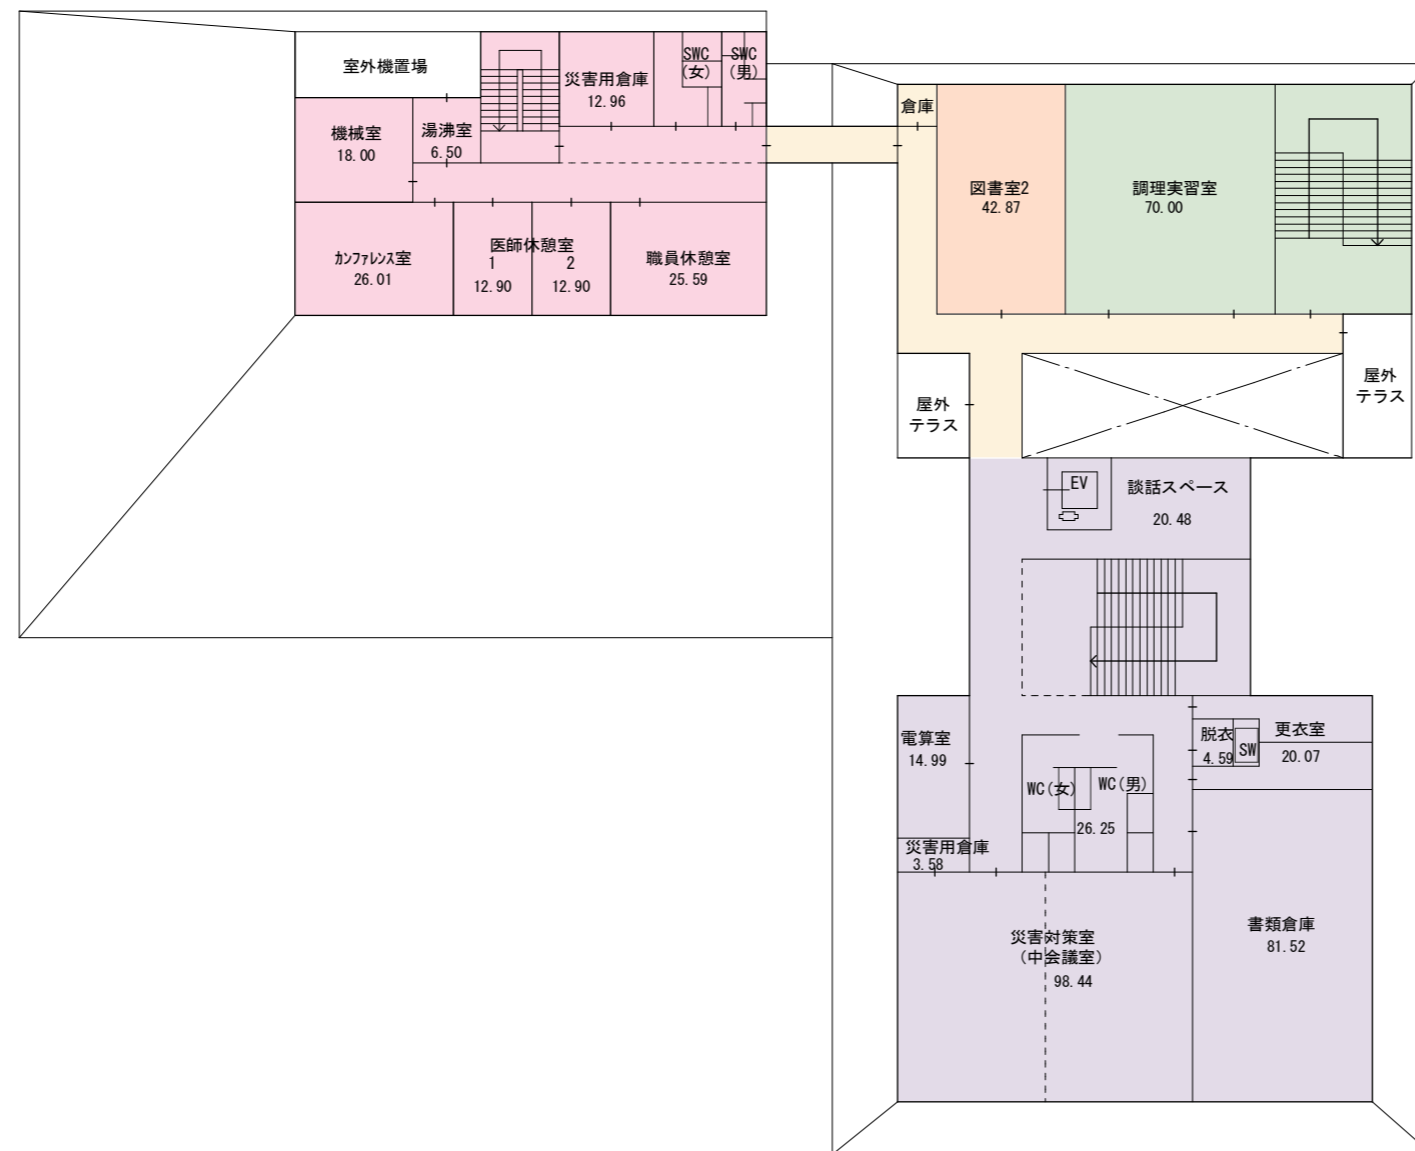 室外機置場
災害用倉庫
12.96
SWC
(女)
SWC
(男)
機械室
18.00
湯沸室
6.50
カンファレンス室
26.01
医師休憩室
1
12.90
2
12.90
職員休憩室
25.59
倉庫
図書室2
42.87
調理実習室
70.00
屋外
テラス
屋外
テラス
EV
談話スペース
20.48
電算室
14.99
脱衣
4.59
SW
更衣室
20.07
WC(女)
WC(男)
26.25
災害用倉庫
3.58
災害対策室
(中会議室)
98.44
書類倉庫
81.52